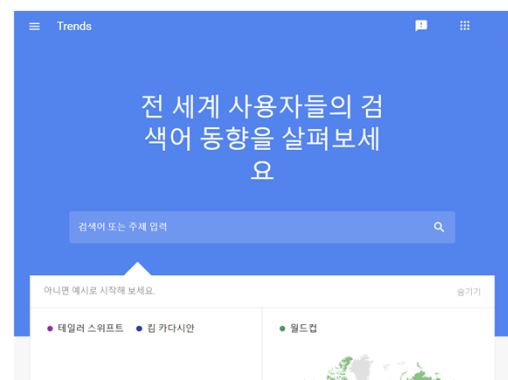 Trends
전 세계 사용자들의 검
색어 동향을 살펴보세
요
검색어 또는 주제 입력
아니면 예시로 시작해 보세요.
숨기기
테일러 스위프트 킴 카다시안
월드컵